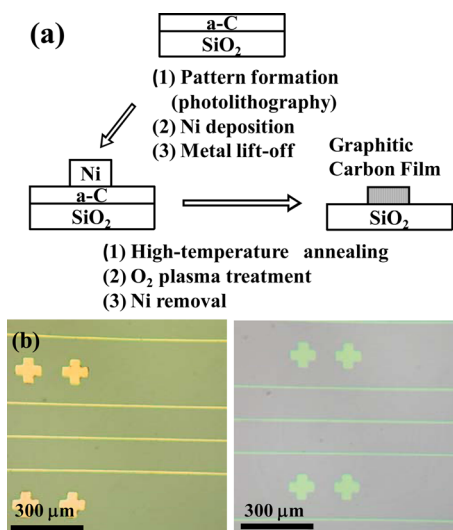 (a)
a-C
SiO₂
(1) Pattern formation
(photolithography)
(2) Ni deposition
(3) Metal lift-off
Ni
a-C
SiO₂
Graphitic
Carbon Film
SiO₂
(1) High-temperature annealing
(2) O₂ plasma treatment
(3) Ni removal
(b)
300 μm
300 μm